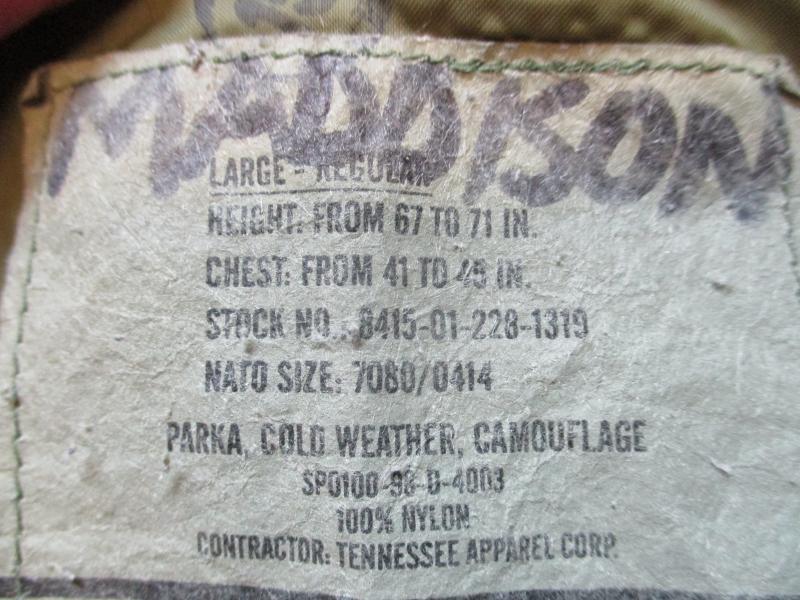 MADDISON
LARGE - REGULAR
HEIGHT: FROM 67 TO 71 IN.
CHEST: FROM 41 TO 45 IN.
STOCK NO.: 8415-01-228-1319
NATO SIZE: 7080/0414
PARKA, COLD WEATHER, CAMOUFLAGE
SP0100-98-D-4003
100% NYLON
CONTRACTOR: TENNESSEE APPAREL CORP.